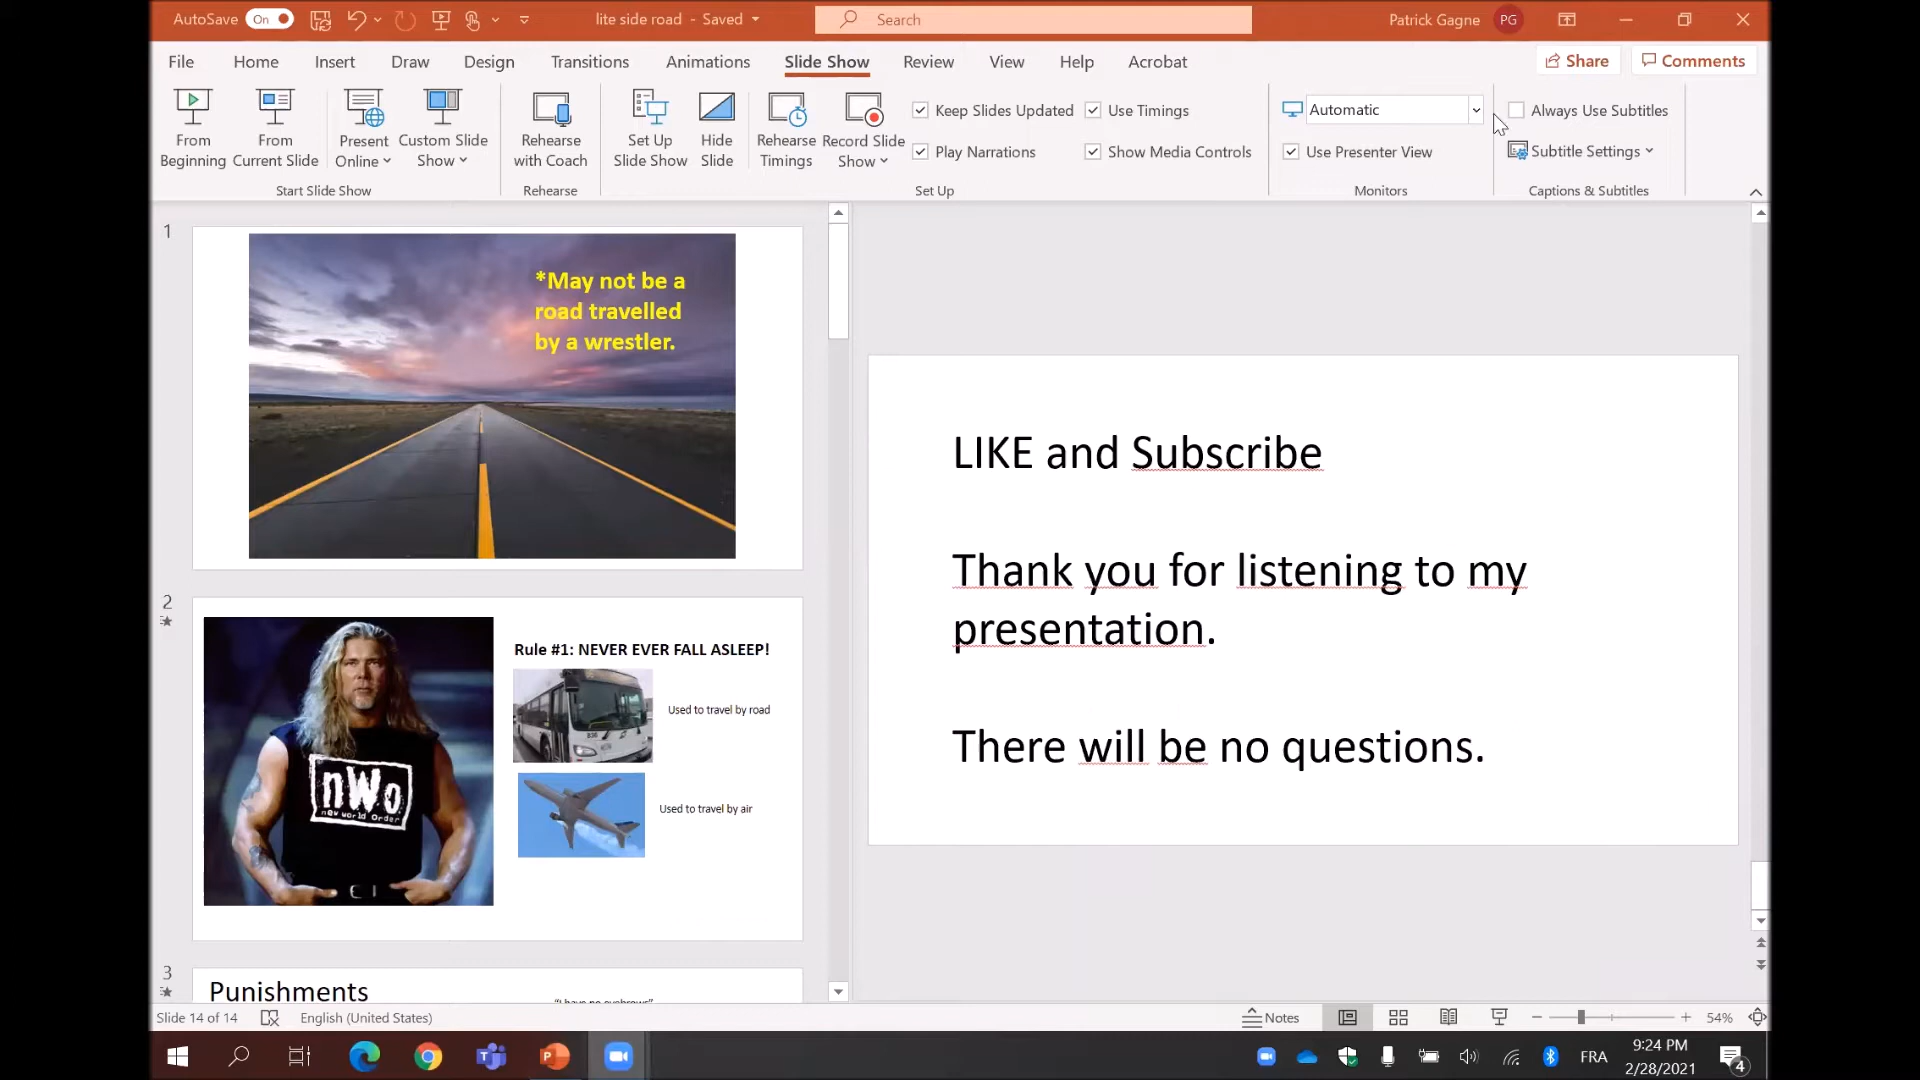 AutoSave On lite side road - Saved Search Patrick Gagne PG
File Home Insert Draw Design Transitions Animations Slide Show Review View Help Acrobat Share Comments
From Beginning
From Current Slide
Present Online
Custom Slide Show
Start Slide Show
Rehearse with Coach
Rehearse
Set Up Slide Show
Hide Slide
Rehearse Timings
Record Slide Show
Keep Slides Updated
Play Narrations
Use Timings
Show Media Controls
Set Up
Automatic
Use Presenter View
Monitors
Always Use Subtitles
Subtitle Settings
Captions & Subtitles
1
*May not be a
road travelled
by a wrestler.
2
Rule #1: NEVER EVER FALL ASLEEP!
Used to travel by road
Used to travel by air
nWo
new world Order
3
Punishments
LIKE and Subscribe
Thank you for listening to my
presentation.
There will be no questions.
Slide 14 of 14 English (United States) Notes 54%
FRA 9:24 PM
2/28/2021 4